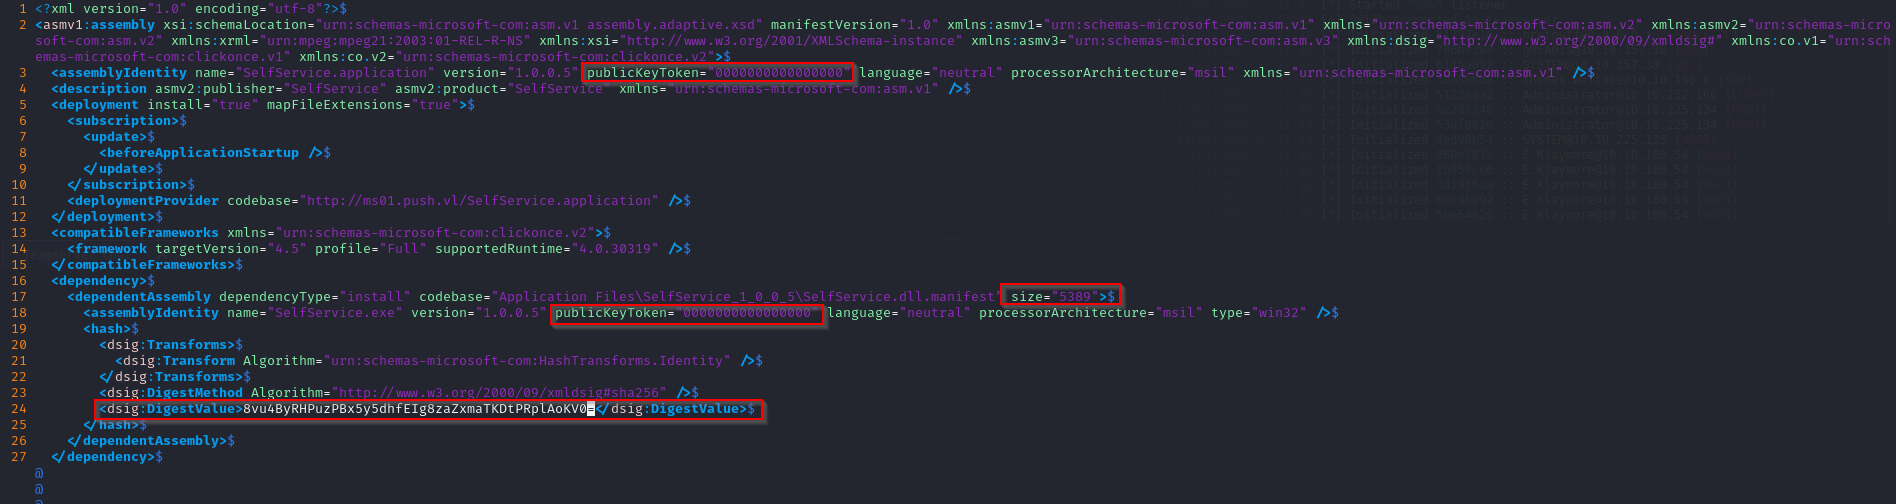 [*] Started "smb" listener
1 <?xml version="1.0" encoding="utf-8"?>$
2 <asmv1:assembly xsi:schemaLocation="urn:schemas-microsoft-com:asm.v1 assembly.adaptive.xsd" manifestVersion="1.0" xmlns:asmv1="urn:schemas-microsoft-com:asm.v1" xmlns="urn:schemas-microsoft-com:asm.v2" xmlns:asmv2="urn:schemas-micro
soft-com:asm.v2" xmlns:xrml="urn:mpeg:mpeg21:2003:01-REL-R-NS" xmlns:xsi="http://www.w3.org/2001/XMLSchema-instance" xmlns:asmv3="urn:schemas-microsoft-com:asm.v3" xmlns:dsig="http://www.w3.org/2000/09/xmldsig#" xmlns:co.v1="urn:sch
emas-microsoft-com:clickonce.v1" xmlns:co.v2="urn:schemas-microsoft-com:clickonce.v2">$
3 <assemblyIdentity name="SelfService.application" version="1.0.0.5" publicKeyToken="0000000000000000" language="neutral" processorArchitecture="msil" xmlns="urn:schemas-microsoft-com:asm.v1" />$
4 <description asmv2:publisher="SelfService" asmv2:product="SelfService" xmlns="urn:schemas-microsoft-com:asm.v1" />$
5 <deployment install="true" mapFileExtensions="true">$
6 <subscription>$
7 <update>$
8 <beforeApplicationStartup />$
9 </update>$
10 </subscription>$
11 <deploymentProvider codebase="http://ms01.push.vl/SelfService.application" />$
12 </deployment>$
13 <compatibleFrameworks xmlns="urn:schemas-microsoft-com:clickonce.v2">$
14 <framework targetVersion="4.5" profile="Full" supportedRuntime="4.0.30319" />$
15 </compatibleFrameworks>$
16 <dependency>$
17 <dependentAssembly dependencyType="install" codebase="Application Files\SelfService_1_0_0_5\SelfService.dll.manifest" size="5389">$
18 <assemblyIdentity name="SelfService.exe" version="1.0.0.5" publicKeyToken="0000000000000000" language="neutral" processorArchitecture="msil" type="win32" />$
19 <hash>$
20 <dsig:Transforms>$
21 <dsig:Transform Algorithm="urn:schemas-microsoft-com:HashTransforms.Identity" />$
22 </dsig:Transforms>$
23 <dsig:DigestMethod Algorithm="http://www.w3.org/2000/09/xmldsig#sha256" />$
24 <dsig:DigestValue>8vu4ByRHPuzPBx5y5dhfEIg8zaZxmaTKDtPRplAoKV0=</dsig:DigestValue>$
25 </hash>$
26 </dependentAssembly>$
27 </dependency>$
@
@
@